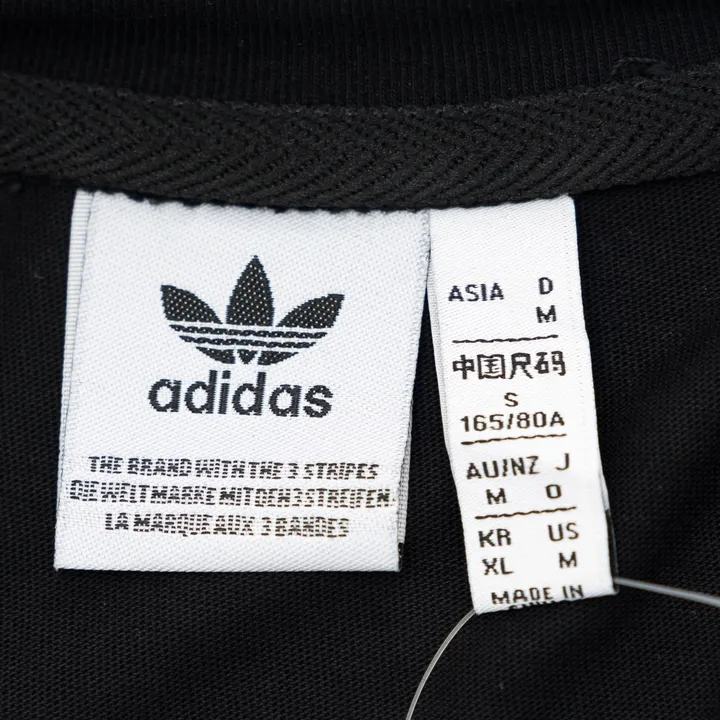 adidas
THE BRAND WITH THE 3 STRIPES
DIE WELTMARKE MIT DEN 3 STREIFEN
LA MARQUE AUX 3 BANDES
ASIA D
M
中国尺码
S
165/80A
AU/NZ J
M O
KR US
XL M
MADE IN